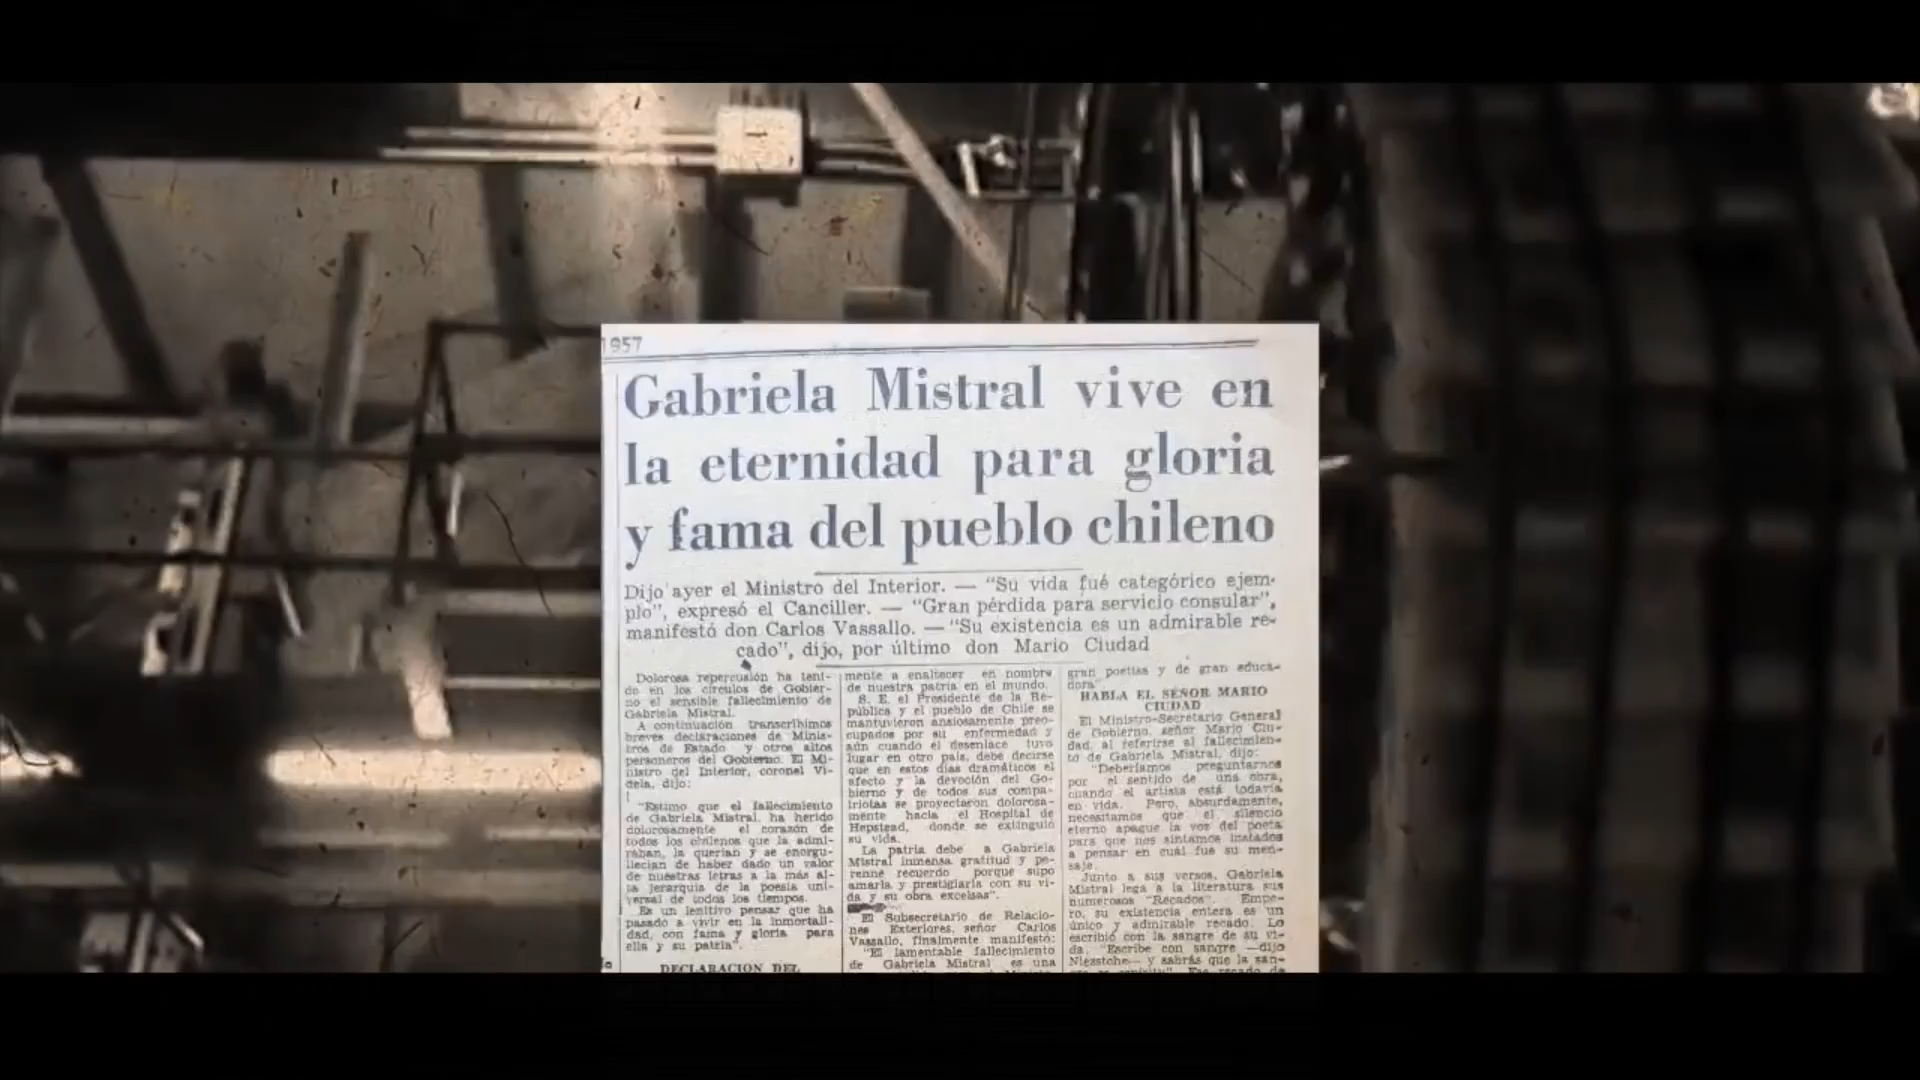 1957
Gabriela Mistral vive en
la eternidad para gloria
y fama del pueblo chileno
Dijo ayer el Ministro del Interior. — "Su vida fué categórico ejem-
plo", expresó el Canciller. — "Gran pérdida para servicio consular",
manifestó don Carlos Vassallo. — "Su existencia es un admirable re-
cado", dijo, por último don Mario Ciudad
Dolorosa repercusión ha teni-
do en los círculos de Gobier-
no el sensible fallecimiento de
Gabriela Mistral.
A continuación transcribimos
breves declaraciones de Minis-
tros de Estado y otros altos
personeros del Gobierno. El Mi-
nistro del Interior, coronel Vi-
dela, dijo:
"Estimo que el fallecimiento
de Gabriela Mistral, ha herido
dolorosamente el corazón de
todos los chilenos que la admi-
raban, la querían y se enorgu-
llecían de haber dado un valor
de nuestras letras a la más al-
ta jerarquía de la poesía uni-
versal de todos los tiempos.
Es un lenitivo pensar que ha
pasado a vivir en la inmortali-
dad, con fama y gloria para
ella y su patria".
DECLARACION DEL
mente a enaltecer en nombre
de nuestra patria en el mundo.
S. E. el Presidente de la Re-
pública y el pueblo de Chile se
mantuvieron ansiosamente preo-
cupados por su enfermedad y
aún cuando el desenlace tuvo
lugar en otro país, debe decirse
que en estos días dramáticos el
afecto y la devoción del Go-
bierno y de todos sus compa-
triotas se proyectaron dolorosa-
mente hacia el Hospital de
Hepstead, donde se extinguió
su vida.
La patria debe a Gabriela
Mistral inmensa gratitud y pe-
renne recuerdo porque supo
amarla y prestigiarla con su vi-
da y su obra excelsas".
El Subsecretario de Relacio-
nes Exteriores, señor Carlos
Vassallo, finalmente manifestó:
"El lamentable fallecimiento
de Gabriela Mistral es una
gran poetisa y de gran educa-
dora"
HABLA EL SEÑOR MARIO
CIUDAD
El Ministro-Secretario General
de Gobierno, señor Mario Ciu-
dad, al referirse al fallecimien-
to de Gabriela Mistral, dijo:
"Deberíamos preguntarnos
por el sentido de una obra,
cuando el artista está todavía
en vida. Pero, absurdamente,
necesitamos que el silencio
eterno apague la voz del poeta
para que nos sintamos instados
a pensar en cuál fue su men-
saje.
Junto a sus versos, Gabriela
Mistral lega a la literatura sus
numerosos "Recados". Empe-
ro, su existencia entera es un
único y admirable recado. Lo
escribió con la sangre de su vi-
da. "Escribe con sangre —dijo
Niezstche— y sabrás que la san-